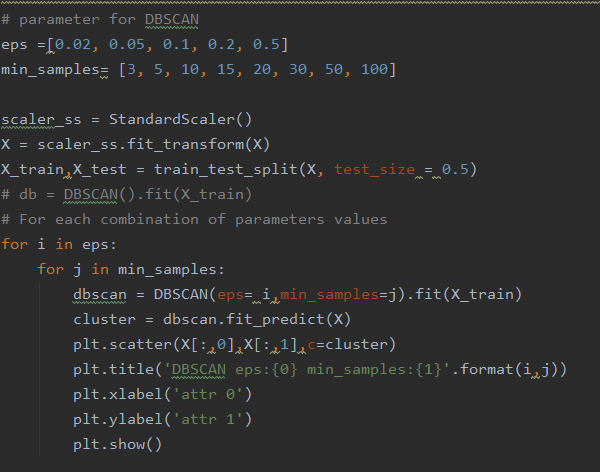 # parameter for DBSCAN
eps =[0.02, 0.05, 0.1, 0.2, 0.5]
min_samples= [3, 5, 10, 15, 20, 30, 50, 100]
scaler_ss = StandardScaler()
X = scaler_ss.fit_transform(X)
X_train,X_test = train_test_split(X, test_size = 0.5)
# db = DBSCAN().fit(X_train)
# For each combination of parameters values
for i in eps:
    for j in min_samples:
        dbscan = DBSCAN(eps= i,min_samples=j).fit(X_train)
        cluster = dbscan.fit_predict(X)
        plt.scatter(X[:,0],X[:,1],c=cluster)
        plt.title('DBSCAN eps:{0} min_samples:{1}'.format(i,j))
        plt.xlabel('attr 0')
        plt.ylabel('attr 1')
        plt.show()